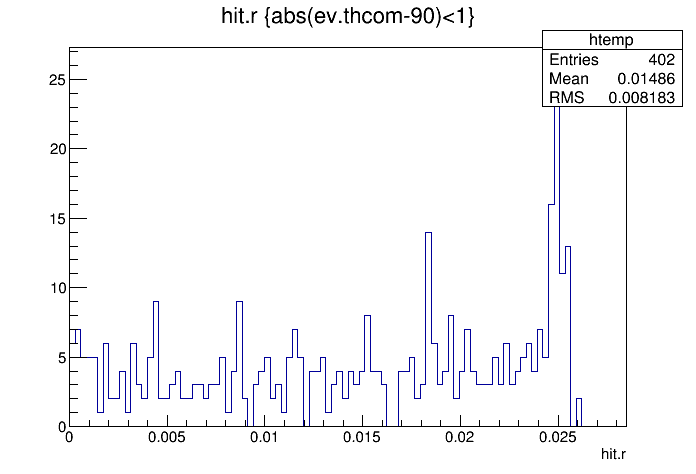 hit.r {abs(ev.thcom-90)<1}
htemp
Entries 402
Mean 0.01486
RMS 0.008183
25
20
15
10
5
0
0 0.005 0.01 0.015 0.02 0.025
hit.r